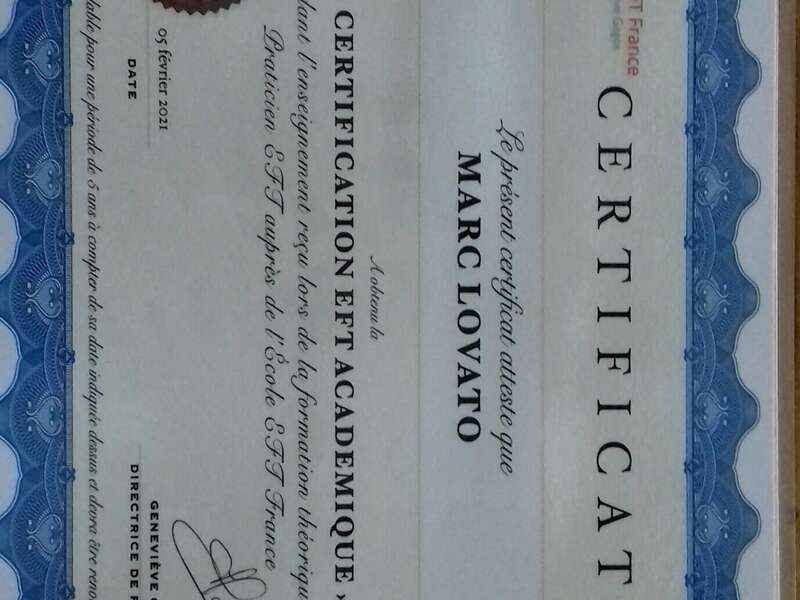 T France
CERTIFICAT
Le présent certificat atteste que
MARC LOVATO
A obtenu la
CERTIFICATION EFT ACADEMIQUE »
dant l'enseignement reçu lors de la formation théoriqu
Praticien EFT auprès de l'École EFT France
05 février 2021
DATE
GENEVIÈVE
DIRECTRICE DE
lable pour une période de 5 ans à compter de sa date indiquée dessus et devra être reno